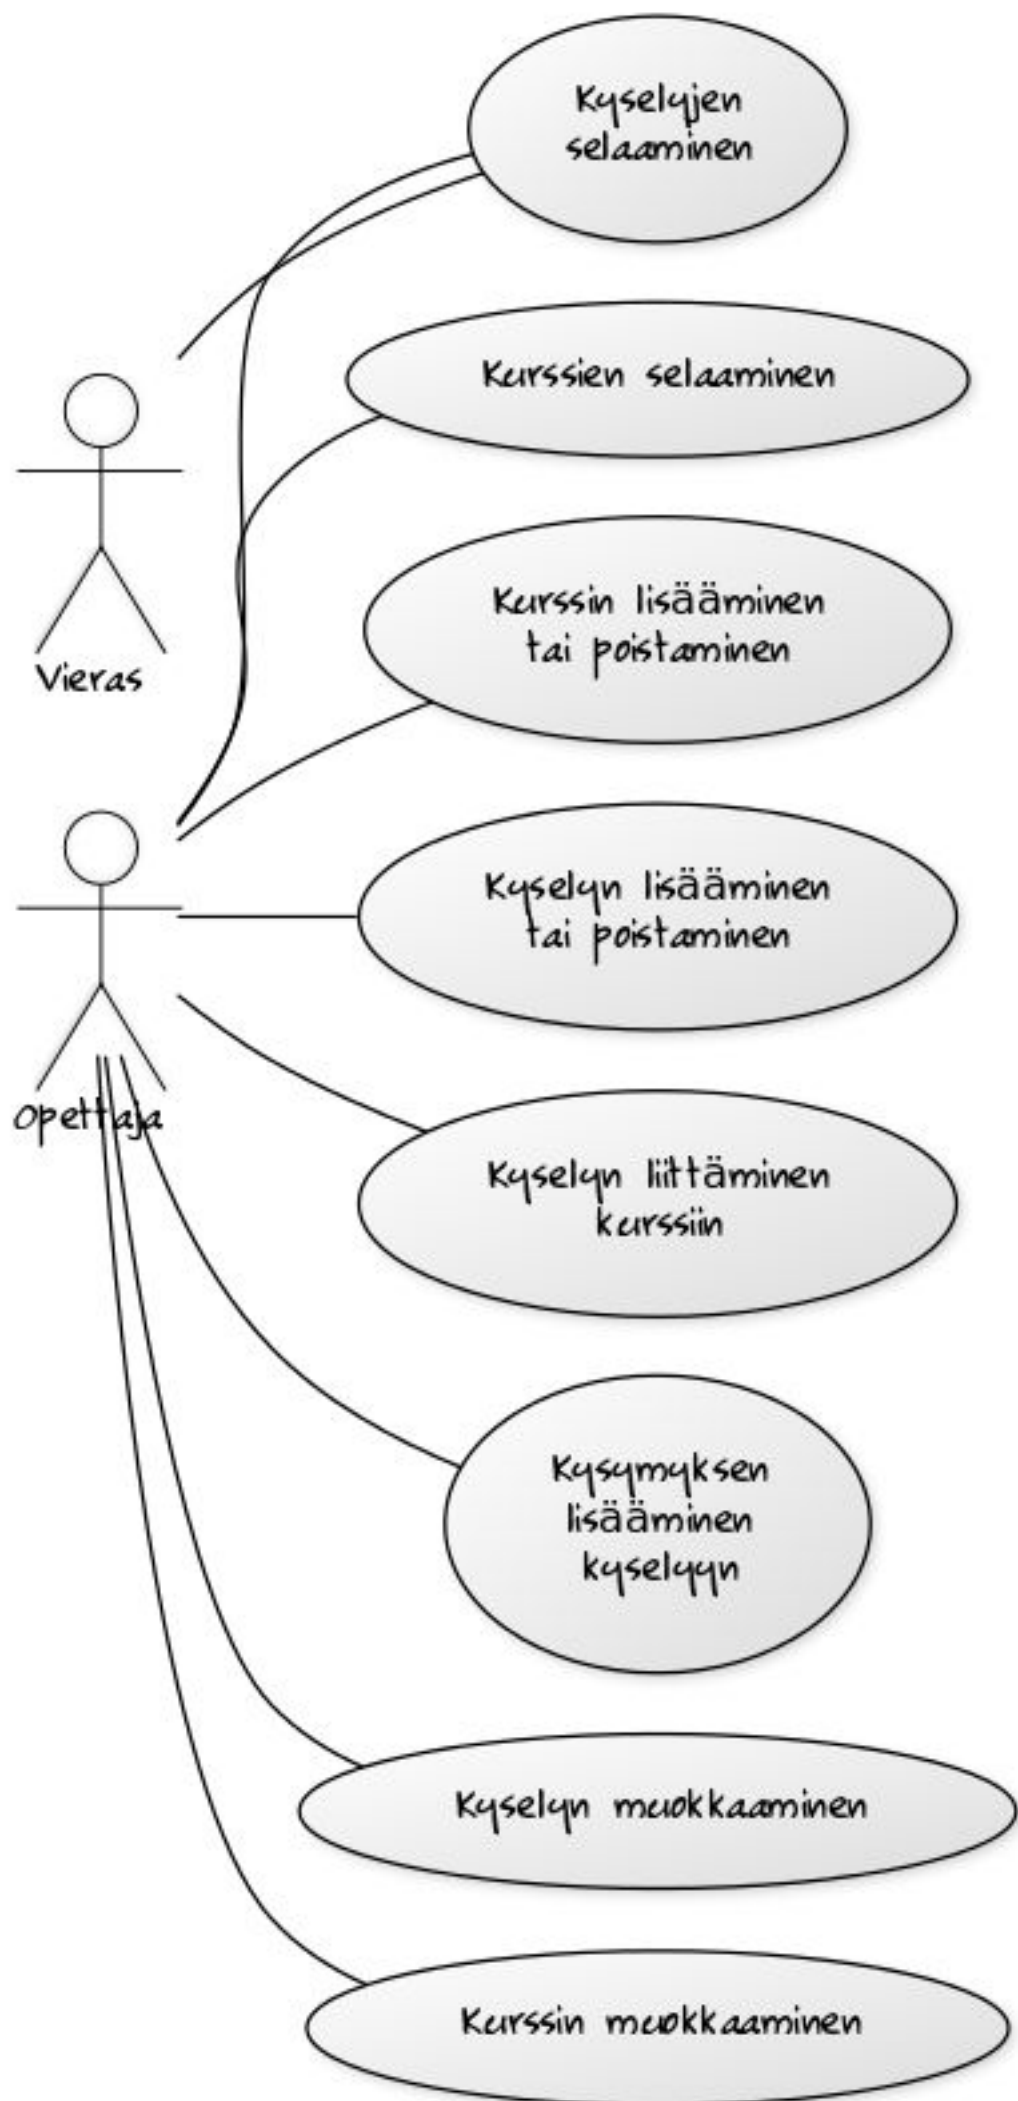 Kyselyjen
selaaminen
Kurssien selaaminen
Kurssin lisääminen
tai poistaminen
Vieras
Kyselyn lisääminen
tai poistaminen
Opettaja
Kyselyn liittäminen
kurssiin
Kysymyksen
lisääminen
kyselyyn
Kyselyn muokkaaminen
Kurssin muokkaaminen